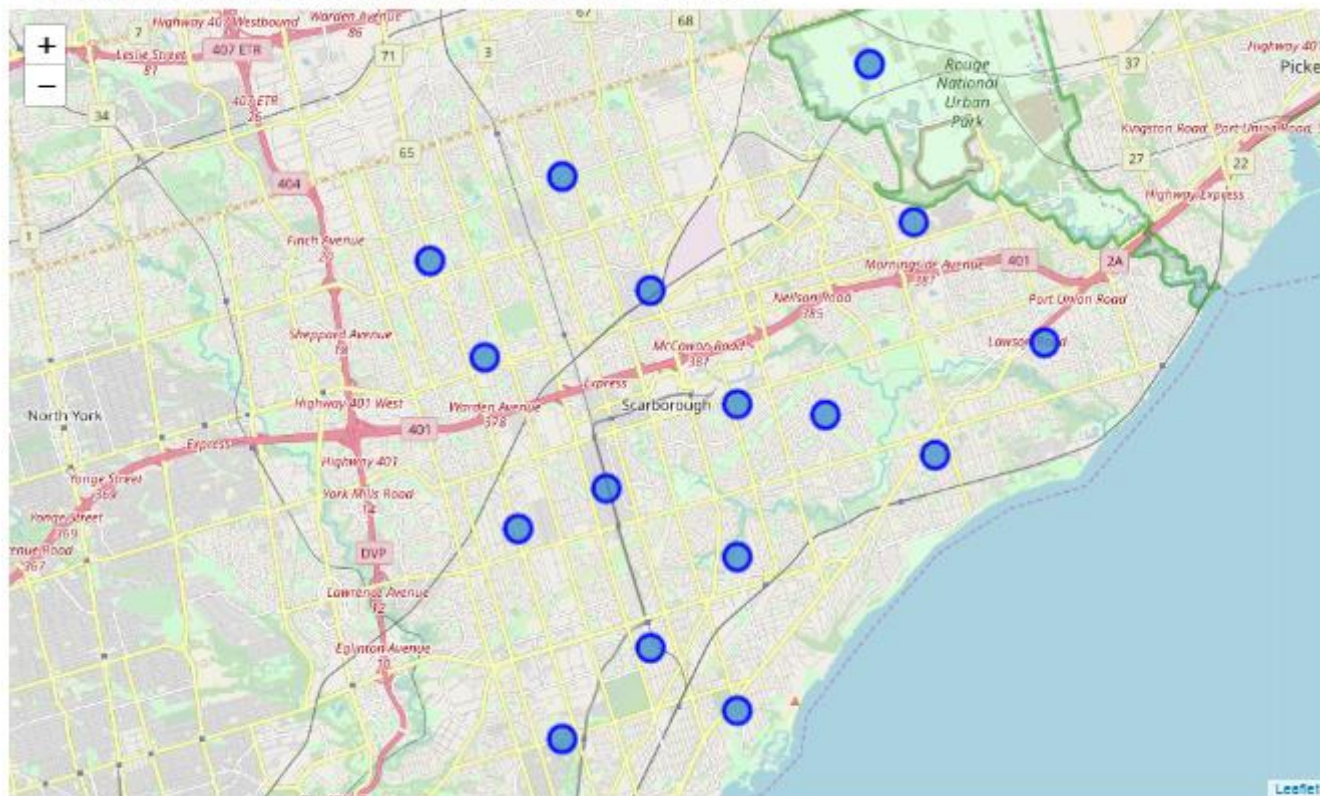 Highway 407 Westbound
Warden Avenue
86
67
68
+
7
407 ETR
3
Leslie Street
81
71
Highway 401
Rouge
National
Urban
Park
37
Picke
−
407 ETR
26
34
65
Kingston Road, Port Union Road,
27
22
404
Highway Express
1
Finch Avenue
20
Morningside Avenue
387
401
2A
Neilson Road
385
Port Union Road
Sheppard Avenue
McCowan Road
381
Lawson Road
Express
Highway 401 West
Warden Avenue
378
Scarborough
North York
401
Express
Highway 401
Yonge Street
369
York Mills Road
14
Yonge Street
369
enue Road
367
DVP
Lawrence Avenue
12
Eglinton Avenue
10
Leaflet